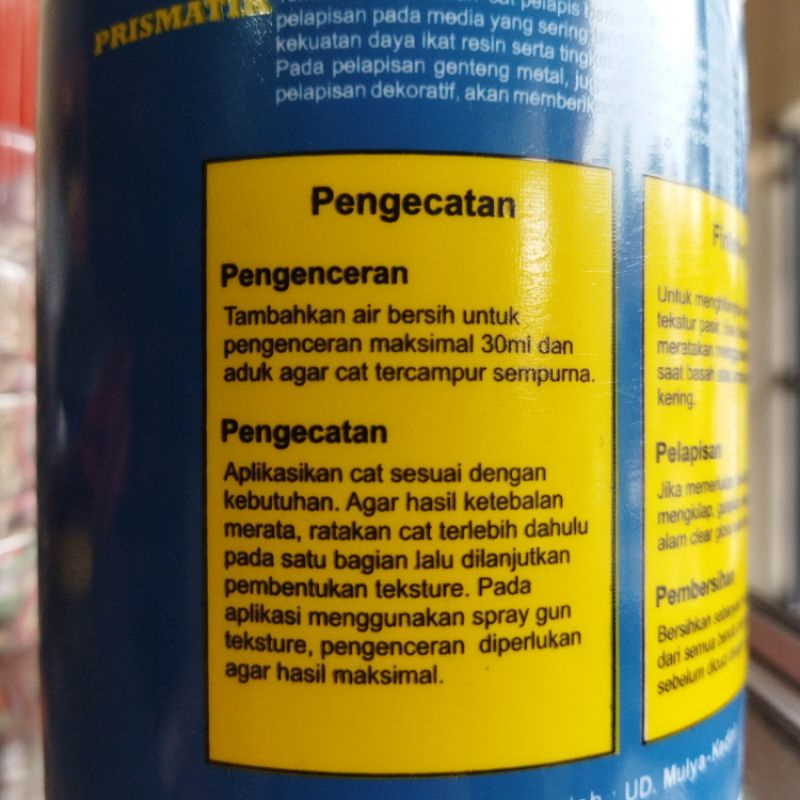 PRISMATIK
pelapisan pada media yang sering
kekuatan daya ikat resin serta
Pada pelapisan genteng metal,
pelapisan dekoratif, akan
Pengecatan
Pengenceran
Tambahkan air bersih untuk
pengenceran maksimal 30ml dan
aduk agar cat tercampur sempurna.
Pengecatan
Aplikasikan cat sesuai dengan
kebutuhan. Agar hasil ketebalan
merata, ratakan cat terlebih dahulu
pada satu bagian lalu dilanjutkan
pembentukan teksture. Pada
aplikasi menggunakan spray gun
teksture, pengenceran diperlukan
agar hasil maksimal.
Untuk
tekstur pasir,
meratakan
saat basah
kering.
Pelapisan
Jika
mengkilap,
alam clear
Pembersihan
Bersihkan
dari semua
sebelum
: UD. Mulya-